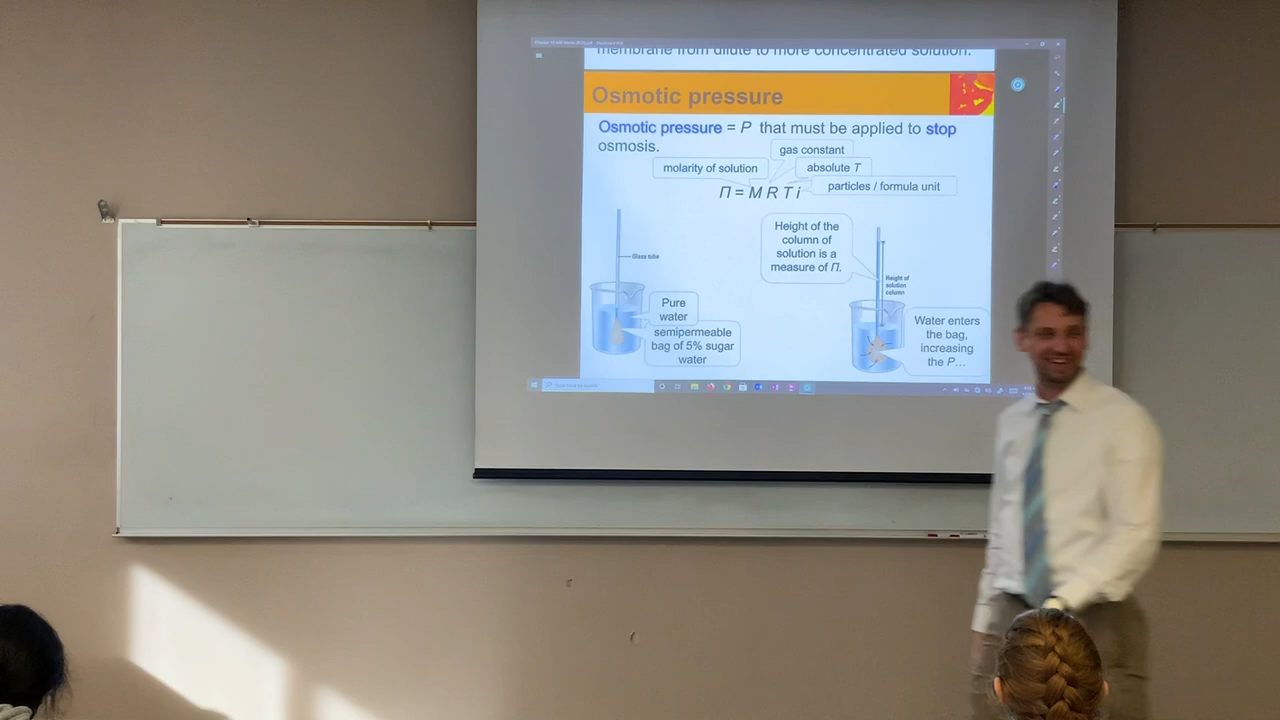 membrane from dilute to more concentrated solution.
Osmotic pressure
Osmotic pressure = P that must be applied to stop
osmosis.
gas constant
molarity of solution
absolute T
particles / formula unit
Π = M R T i
Height of the
column of
solution is a
measure of Π.
Glass tube
Height of
solution
column
Pure
water
semipermeable
bag of 5% sugar
water
Water enters
the bag,
increasing
the P…